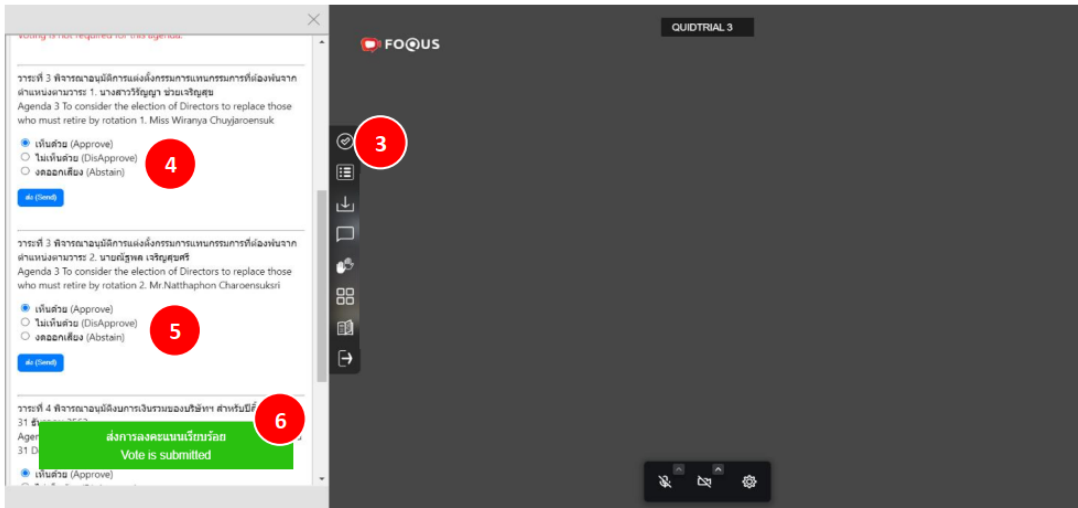 Voting is not required for this agenda.
วาระที่ 3 พิจารณาอนุมัติการแต่งตั้งกรรมการแทนกรรมการที่ต้องพ้นจาก
ตำแหน่งตามวาระ 1. นางสาววิรัญญา ช่วยเจริญสุข
Agenda 3 To consider the election of Directors to replace those
who must retire by rotation 1. Miss Wiranya Chuyjaroensuk
เห็นด้วย (Approve)
ไม่เห็นด้วย (DisApprove)
งดออกเสียง (Abstain)
4
ส่ง (Send)
วาระที่ 3 พิจารณาอนุมัติการแต่งตั้งกรรมการแทนกรรมการที่ต้องพ้นจาก
ตำแหน่งตามวาระ 2. นายณัฐพล เจริญสุขศรี
Agenda 3 To consider the election of Directors to replace those
who must retire by rotation 2. Mr.Natthaphon Charoensuksri
เห็นด้วย (Approve)
ไม่เห็นด้วย (DisApprove)
งดออกเสียง (Abstain)
5
ส่ง (Send)
วาระที่ 4 พิจารณาอนุมัติงบการเงินรวมของบริษัทฯ สำหรับปี
31
6
31
ส่งการลงคะแนนเรียบร้อย
Vote is submitted
เห็นด้วย (Approve)
FOQUS
QUIDTRIAL 3
3